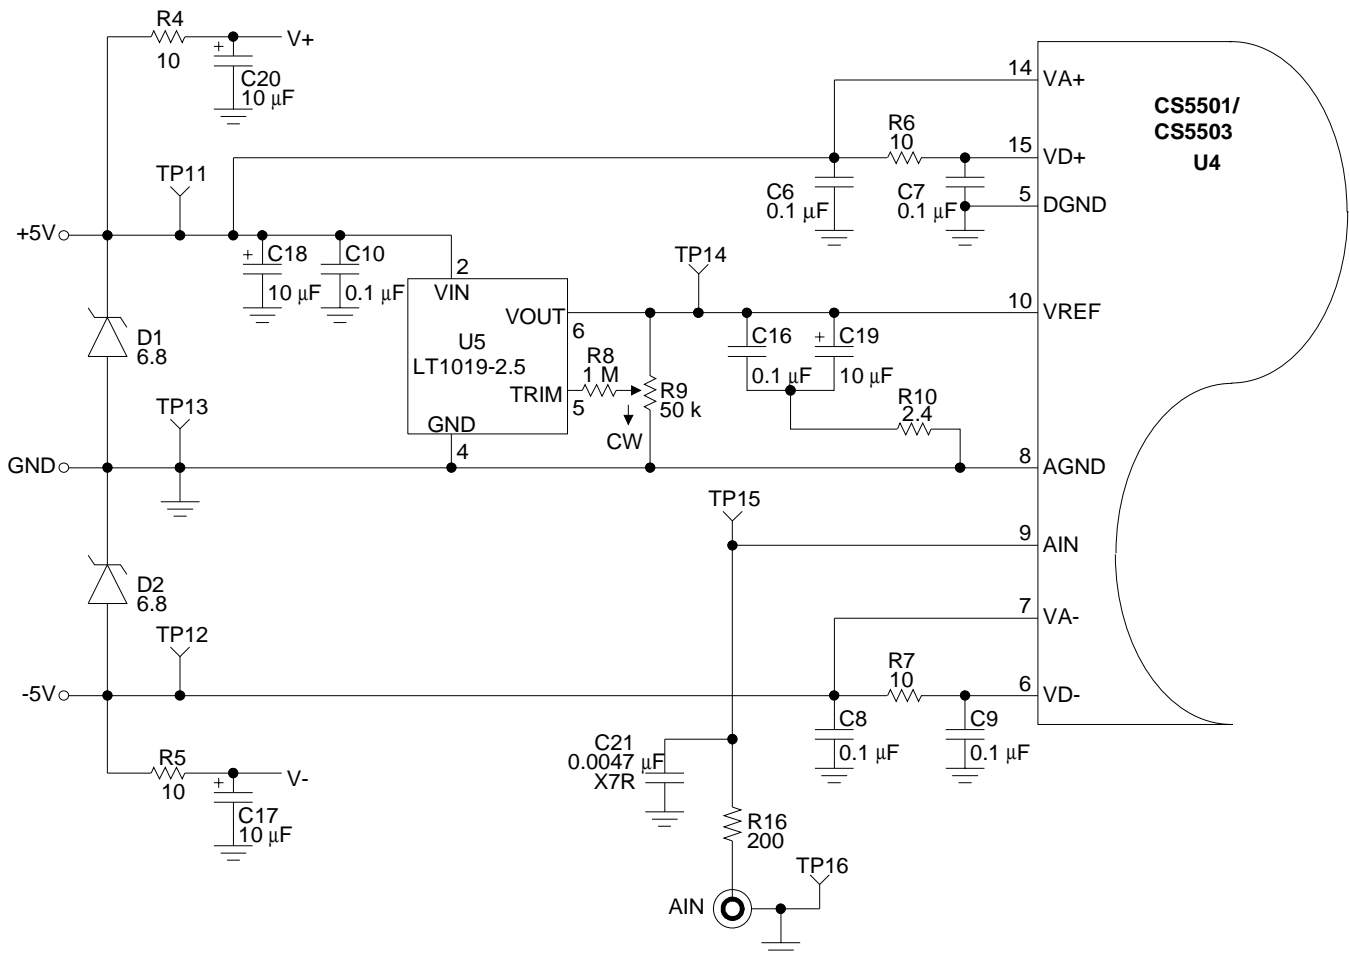 R4
10
V+
+
C20
10 µF
14
VA+
CS5501/
CS5503
U4
R6
10
15
VD+
C6
0.1 µF
C7
0.1 µF
5
DGND
TP11
+5V
+
C18
10 µF
C10
0.1 µF
2
VIN
VOUT
6
U5
LT1019-2.5
TRIM
5
GND
4
R8
1 M
R9
50 k
CW
TP14
10
VREF
C16
0.1 µF
+
C19
10 µF
R10
2.4
D1
6.8
TP13
GND
8
AGND
TP15
9
AIN
D2
6.8
7
VA-
TP12
-5V
R7
10
6
VD-
C8
0.1 µF
C9
0.1 µF
R5
10
V-
+
C17
10 µF
C21
0.0047 µF
X7R
R16
200
TP16
AIN